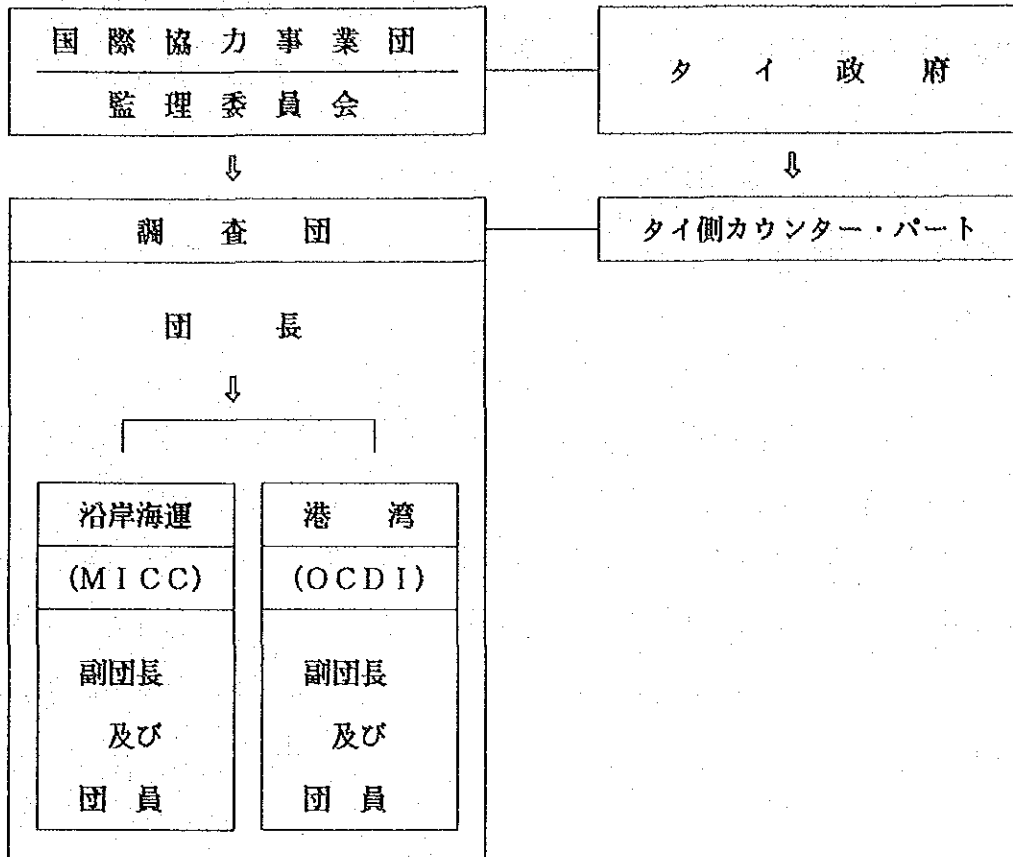 国際協力事業団
監理委員会
タイ政府
⇩
⇩
調査団
タイ側カウンター・パート
団長
⇩
沿岸海運
(MICC)
副団長
及び
団員
港湾
(OCDI)
副団長
及び
団員